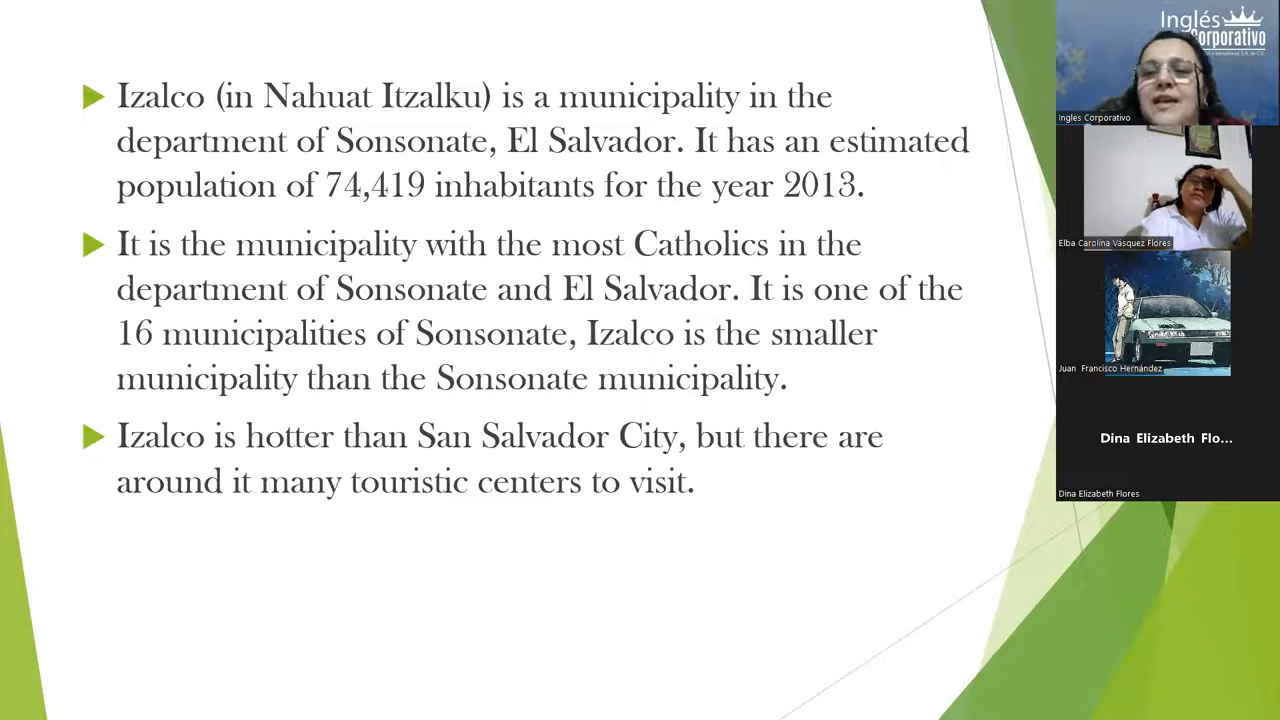 Izalco (in Nahuat Itzalku) is a municipality in the
department of Sonsonate, El Salvador. It has an estimated
population of 74,419 inhabitants for the year 2013.
It is the municipality with the most Catholics in the
department of Sonsonate and El Salvador. It is one of the
16 municipalities of Sonsonate, Izalco is the smaller
municipality than the Sonsonate municipality.
Izalco is hotter than San Salvador City, but there are
around it many touristic centers to visit.
Inglés
Corporativo
Ingles Corporativo
Elba Carolina Vásquez Flores
Juan Francisco Hernández
Dina Elizabeth Flo...
Dina Elizabeth Flores